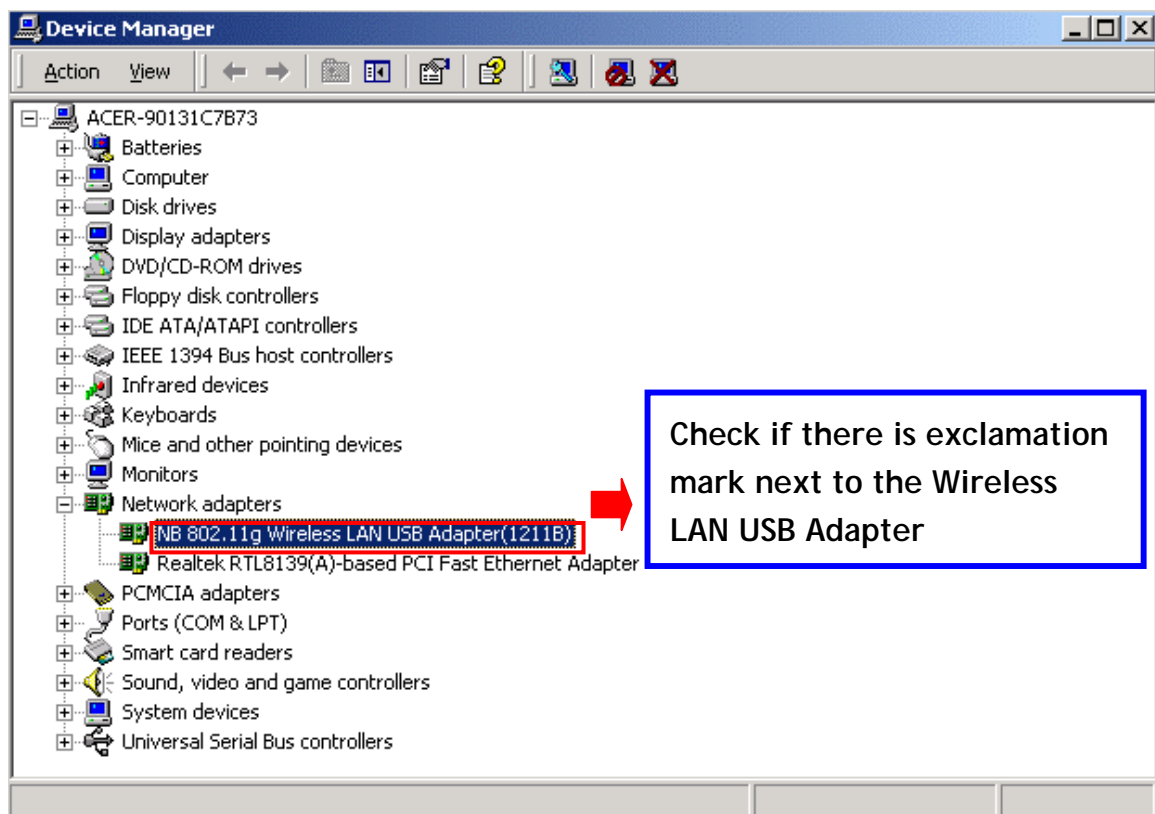 Device Manager
Action View
ACER-90131C7B73
Batteries
Computer
Disk drives
Display adapters
DVD/CD-ROM drives
Floppy disk controllers
IDE ATA/ATAPI controllers
IEEE 1394 Bus host controllers
Infrared devices
Keyboards
Mice and other pointing devices
Monitors
Network adapters
NB 802.11g Wireless LAN USB Adapter(1211B)
Realtek RTL8139(A)-based PCI Fast Ethernet Adapter
PCMCIA adapters
Ports (COM & LPT)
Smart card readers
Sound, video and game controllers
System devices
Universal Serial Bus controllers
Check if there is exclamation
mark next to the Wireless
LAN USB Adapter